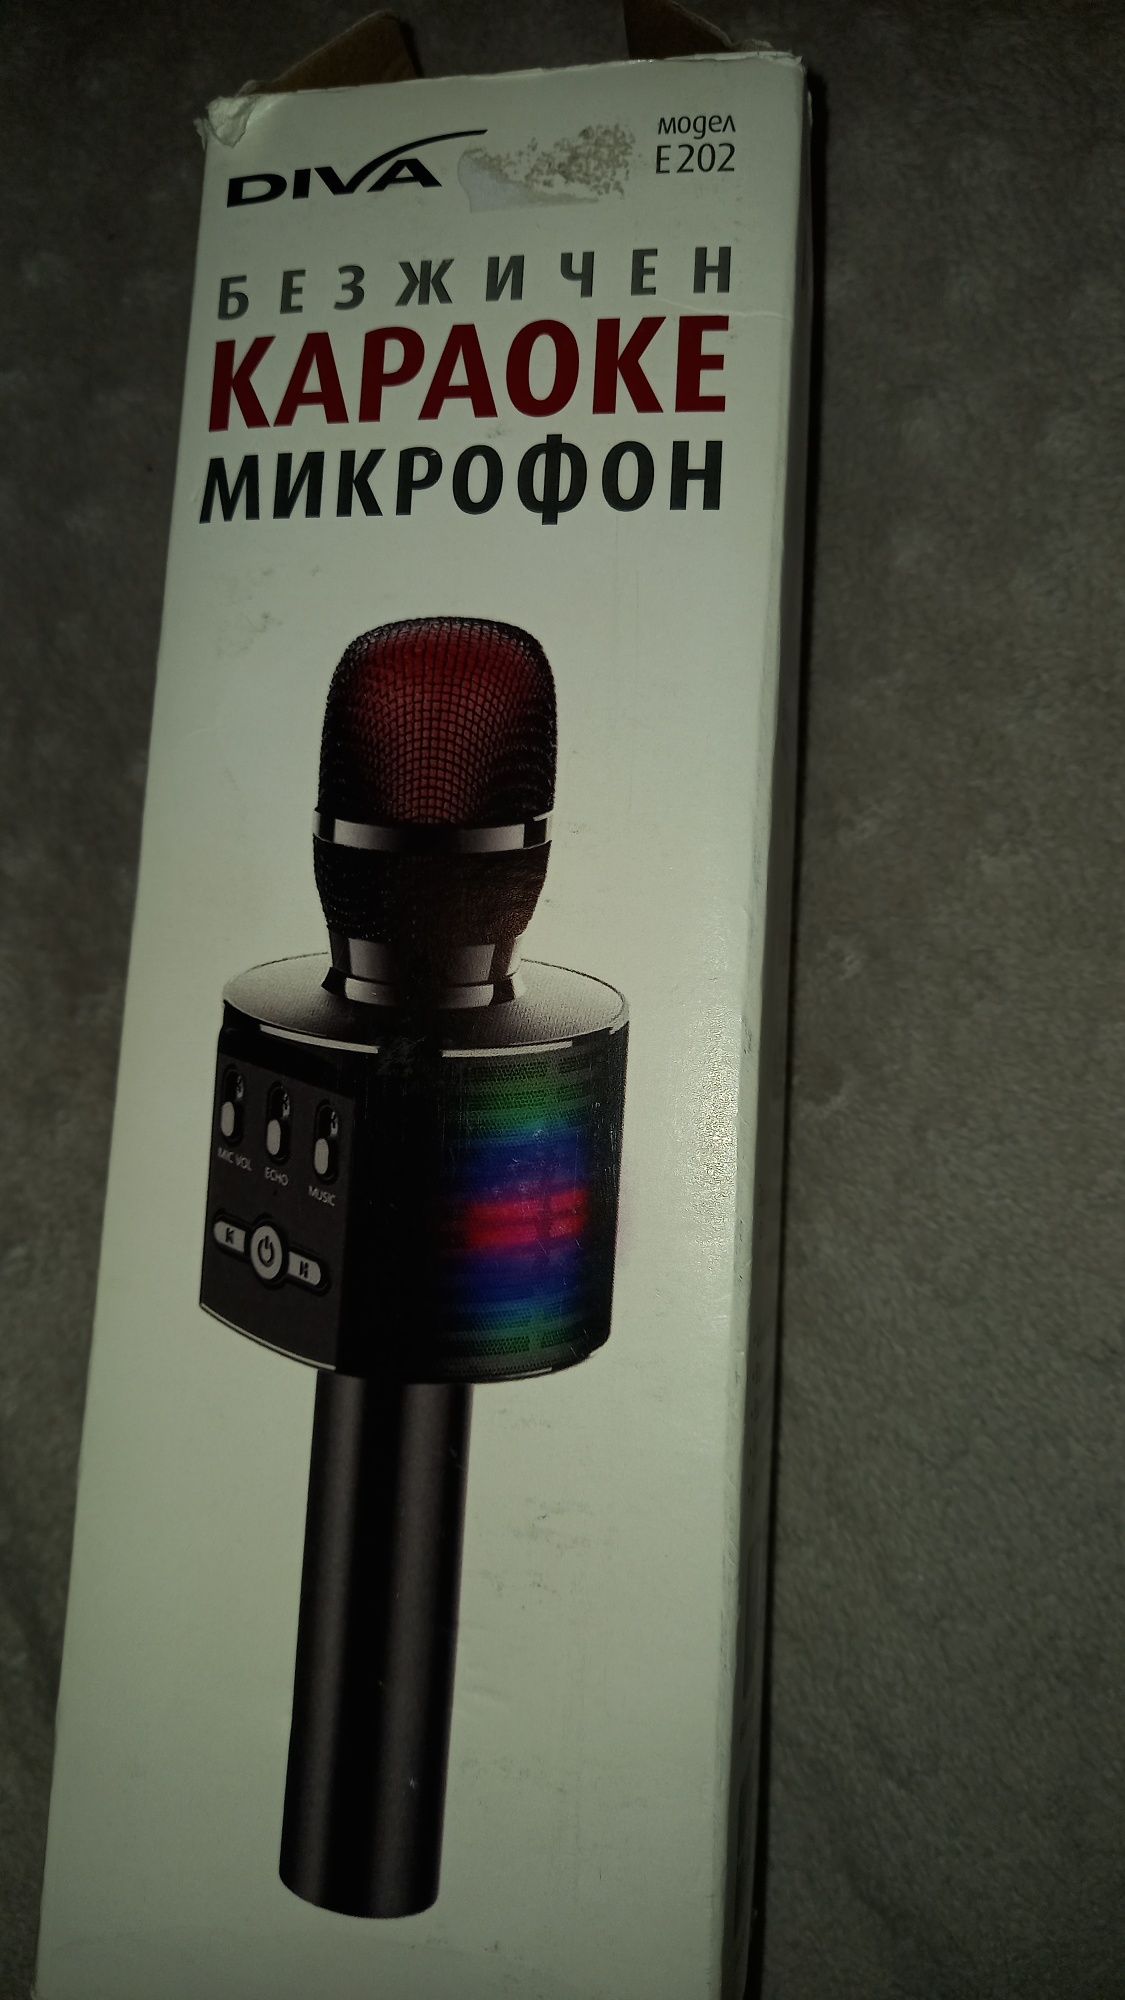 DIVA
модел
E202
БЕЗЖИЧЕН
КАРАОКЕ
МИКРОФОН
MIC VOL
ECHO
MUSIC